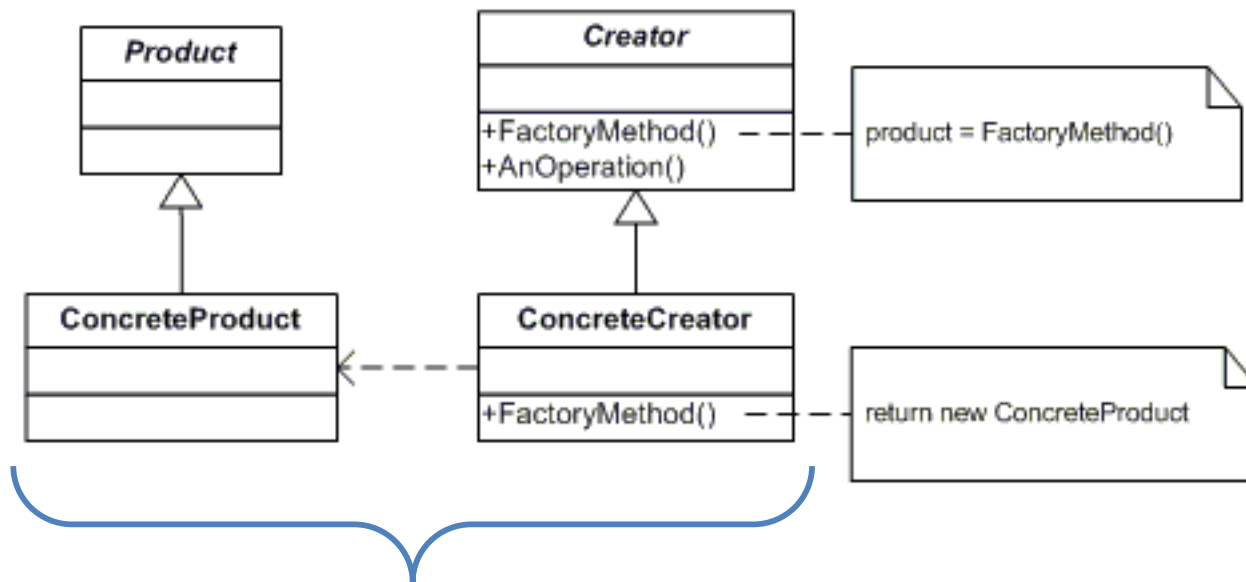 Product
Creator
+FactoryMethod()
+AnOperation()
product = FactoryMethod()
ConcreteProduct
ConcreteCreator
+FactoryMethod()
return new ConcreteProduct